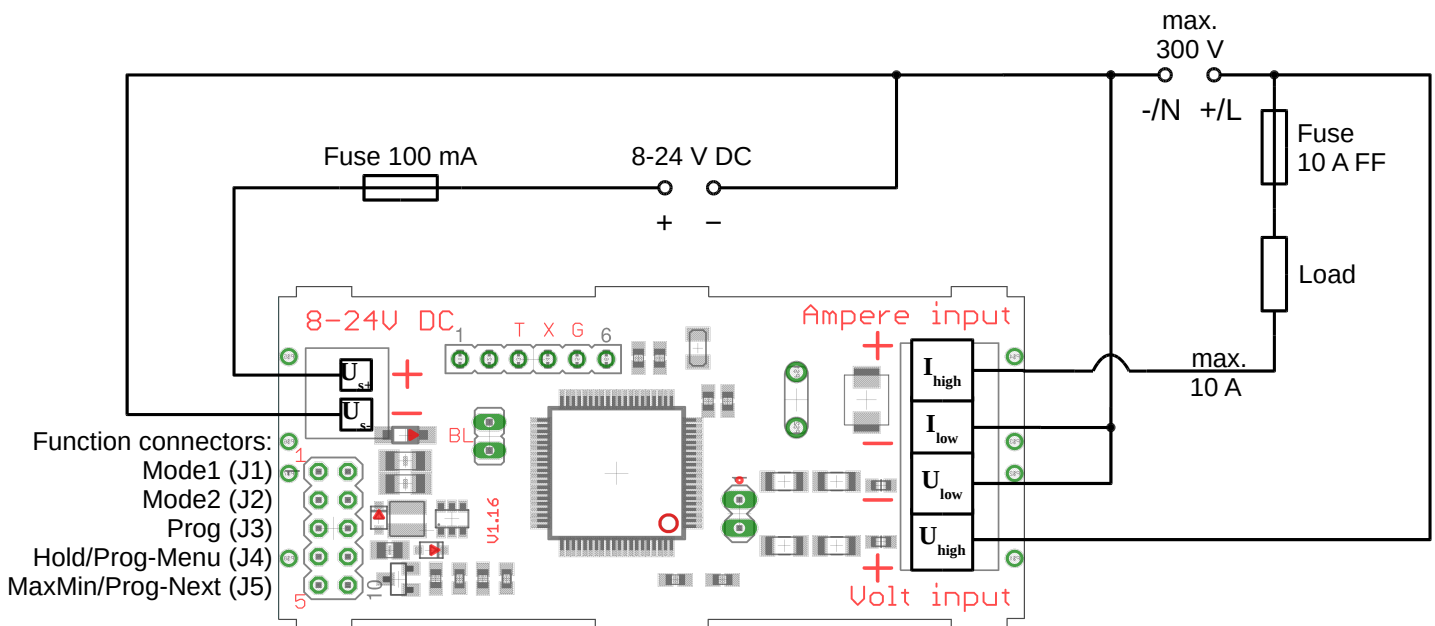 max.
300 V
-/N +/L
Fuse
10 A FF
Fuse 100 mA
8-24 V DC
+ −
Load
max.
10 A
8-24V DC
1 T X G 6
Ampere input
+
Us+
+
Us-
−
Ihigh
Ilow
−
Ulow
−
Uhigh
+
Volt input
BL
V1.16
Function connectors:
1
Mode1 (J1)
Mode2 (J2)
Prog (J3)
Hold/Prog-Menu (J4)
MaxMin/Prog-Next (J5)
5
10